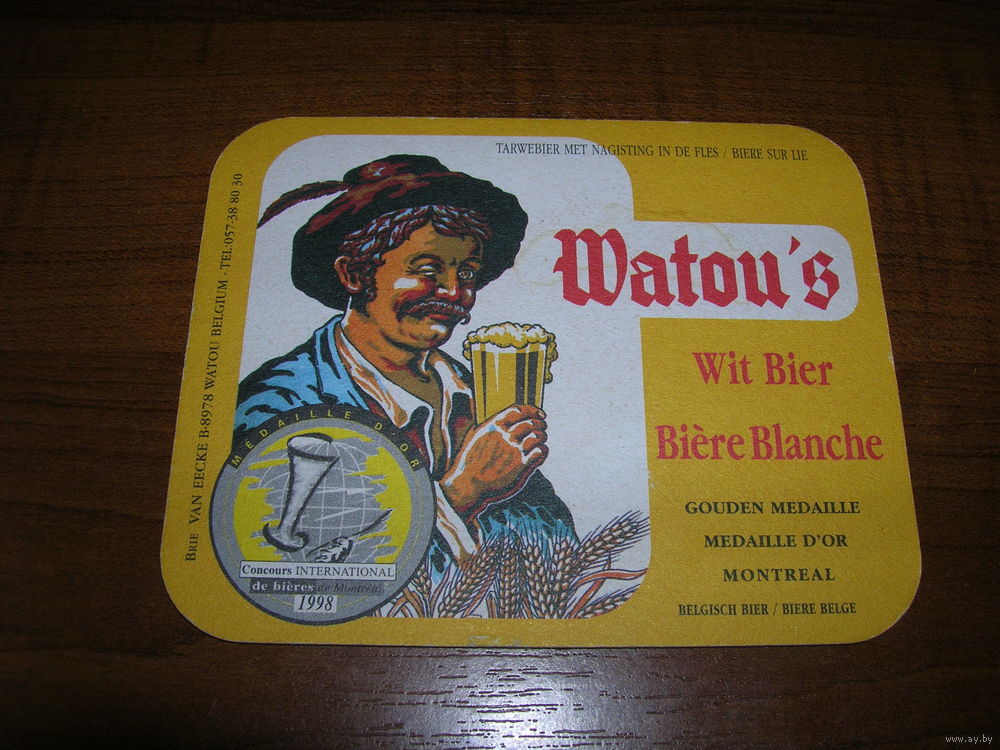 TARWEBIER MET NAGISTING IN DE FLES / BIERE SUR LIE
Watou's
Wit Bier
Bière Blanche
GOUDEN MEDAILLE
MEDAILLE D'OR
MONTREAL
BELGISCH BIER / BIERE BELGE
BRIE VAN EECKE B-8978 WATOU BELGIUM - TEL:057-38 80 30
MÉDAILLE D'OR
Concours INTERNATIONAL
de bières de Montréal
1998
www.ay.by